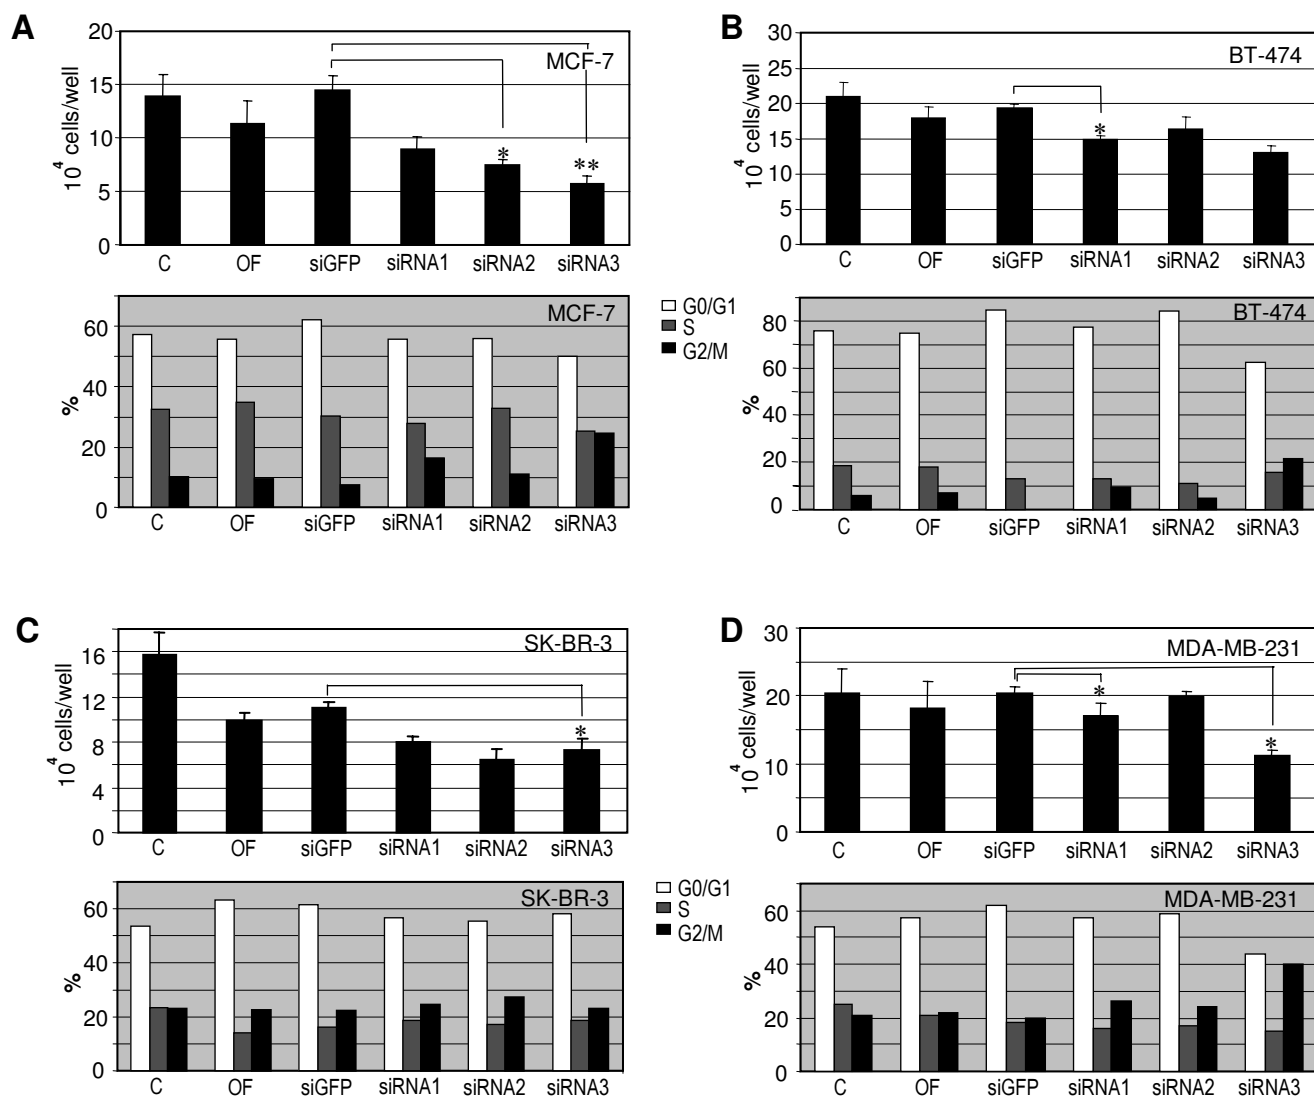 A
20
15
10
5
0
10^4 cells/well
MCF-7
*
**
C OF siGFP siRNA1 siRNA2 siRNA3
60
40
20
0
%
MCF-7
C OF siGFP siRNA1 siRNA2 siRNA3
B
30
25
20
15
10
5
0
10^4 cells/well
BT-474
*
C OF siGFP siRNA1 siRNA2 siRNA3
G0/G1
S
G2/M
80
60
40
20
0
%
BT-474
C OF siGFP siRNA1 siRNA2 siRNA3
C
16
12
8
4
0
10^4 cells/well
SK-BR-3
*
C OF siGFP siRNA1 siRNA2 siRNA3
60
40
20
0
%
SK-BR-3
C OF siGFP siRNA1 siRNA2 siRNA3
D
30
20
10
0
10^4 cells/well
MDA-MB-231
*
*
C OF siGFP siRNA1 siRNA2 siRNA3
G0/G1
S
G2/M
60
40
20
0
%
MDA-MB-231
C OF siGFP siRNA1 siRNA2 siRNA3